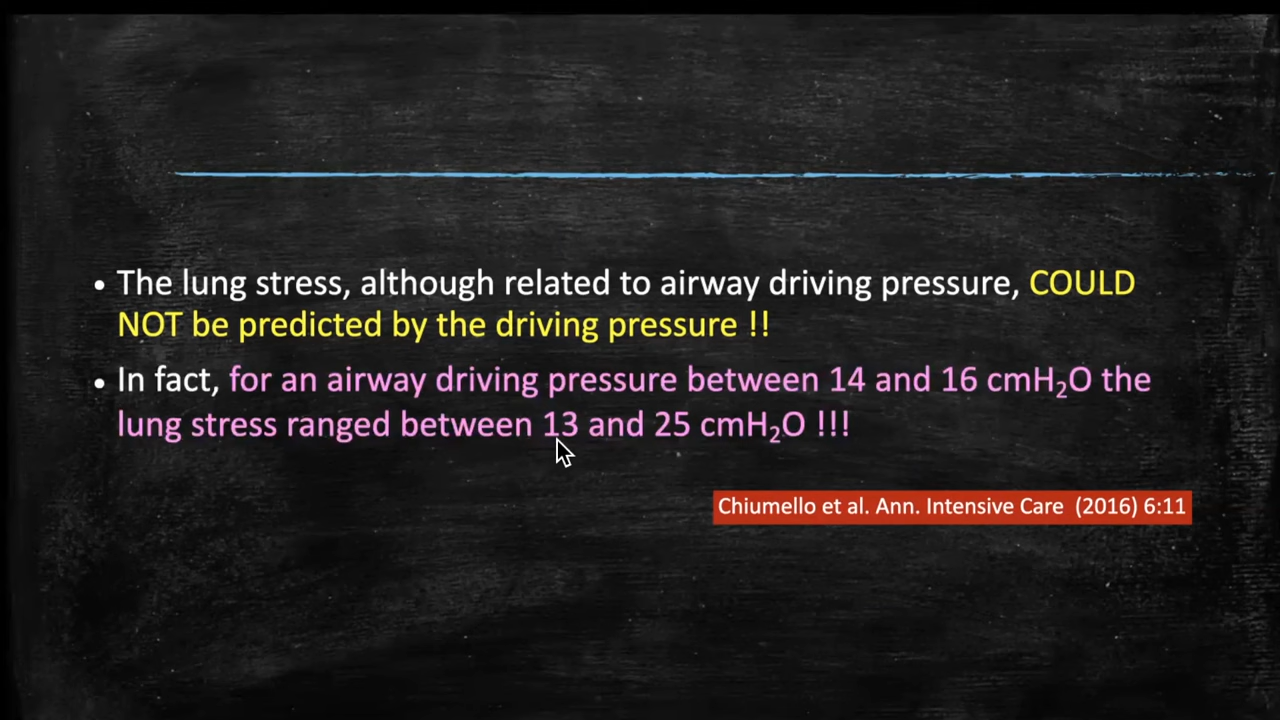 • The lung stress, although related to airway driving pressure, COULD
NOT be predicted by the driving pressure !!
• In fact, for an airway driving pressure between 14 and 16 cmH₂O the
lung stress ranged between 13 and 25 cmH₂O !!!
Chiumello et al. Ann. Intensive Care (2016) 6:11